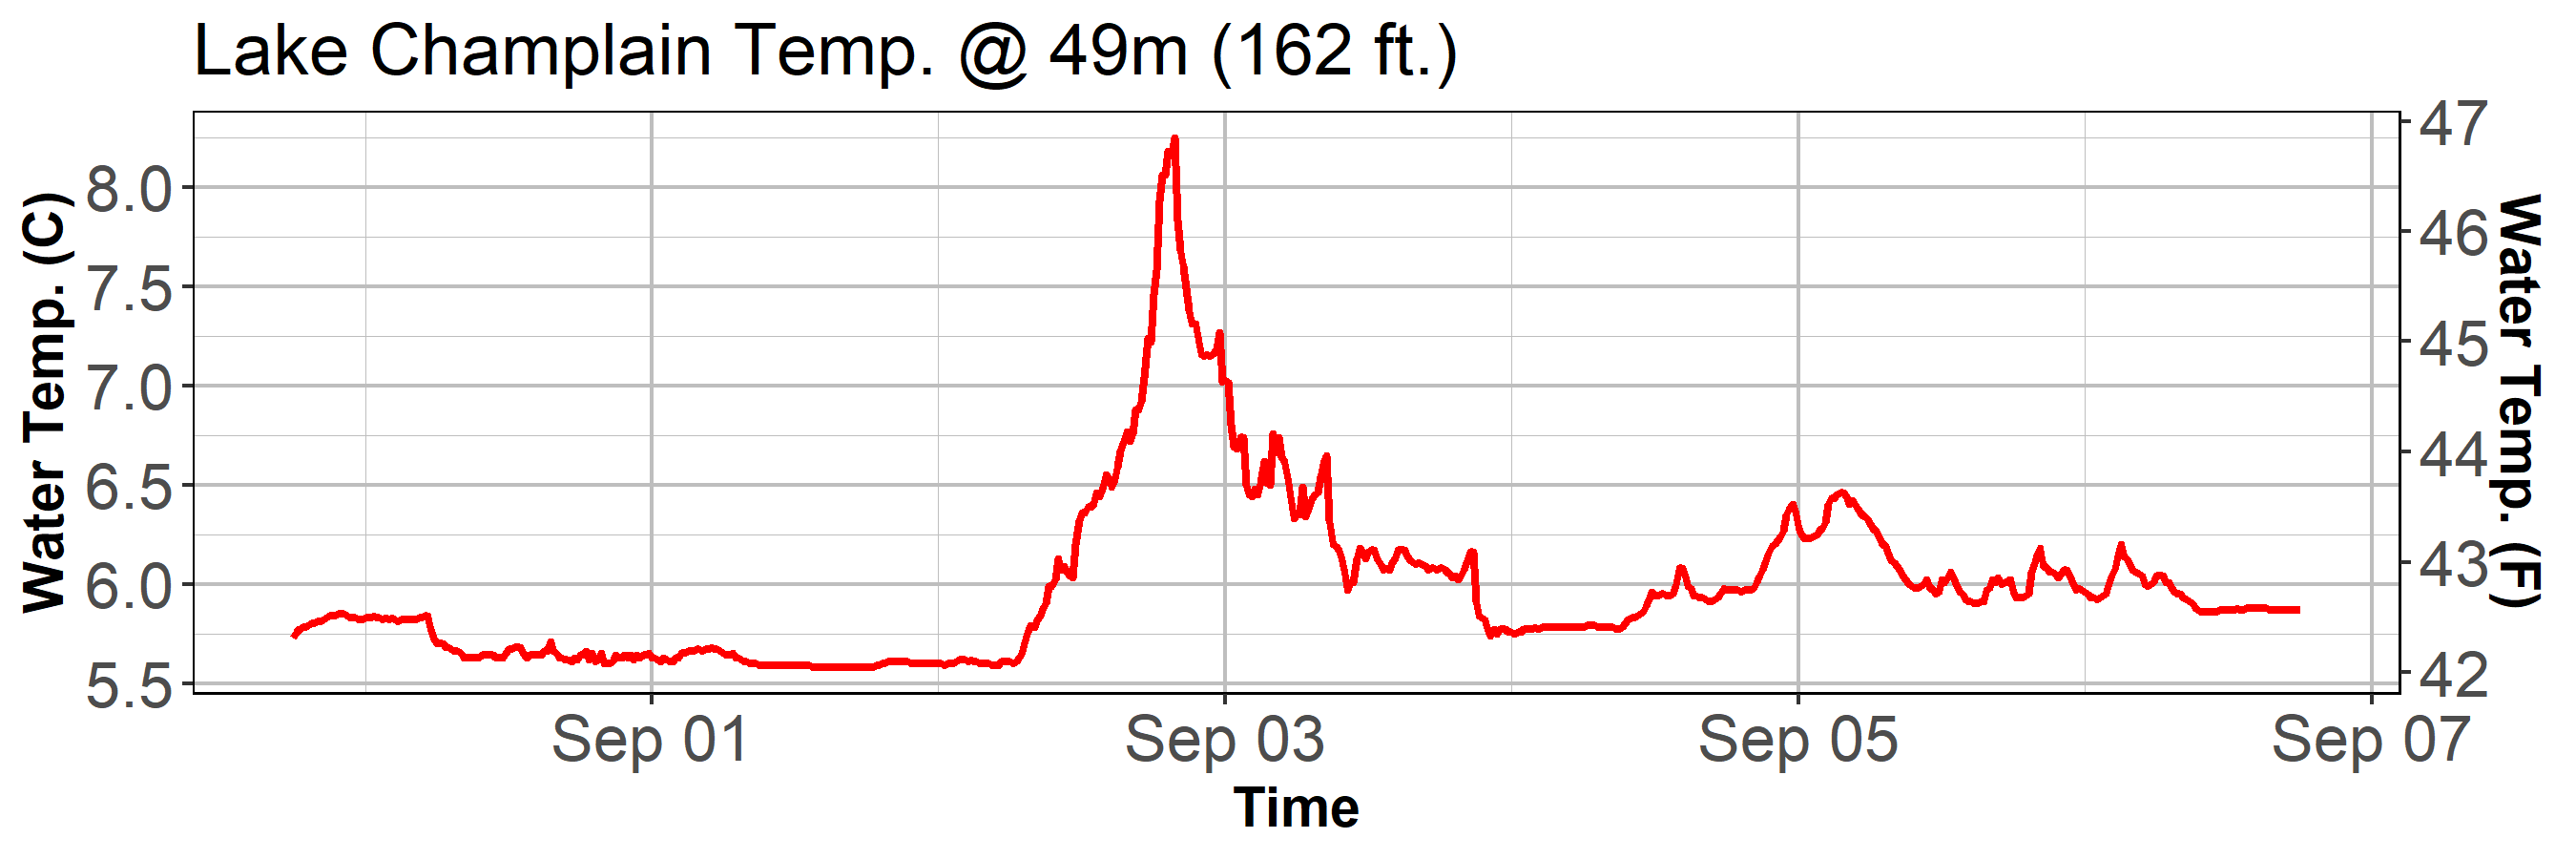 Lake Champlain Temp. @ 49m (162 ft.)
Water Temp. (C)
8.0
7.5
7.0
6.5
6.0
5.5
47
46
45
44
43
42
Water Temp. (F)
Sep 01 Sep 03 Sep 05 Sep 07
Time